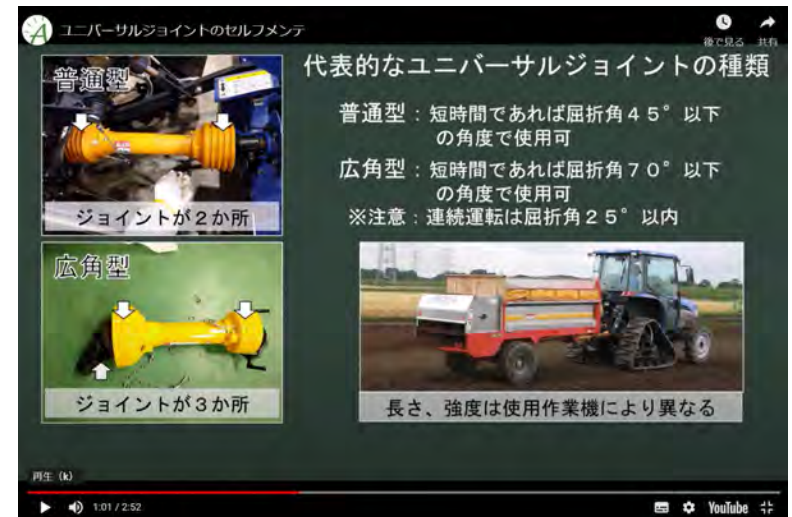 ユニバーサルジョイントのセルフメンテ
後で見る 共有
代表的なユニバーサルジョイントの種類
普通型
ジョイントが2か所
普通型:短時間であれば屈折角45°以下
の角度で使用可
広角型:短時間であれば屈折角70°以下
の角度で使用可
※注意:連続運転は屈折角25°以内
広角型
ジョイントが3か所
長さ、強度は使用作業機により異なる
再生 (k)
1:01 / 2:52
YouTube